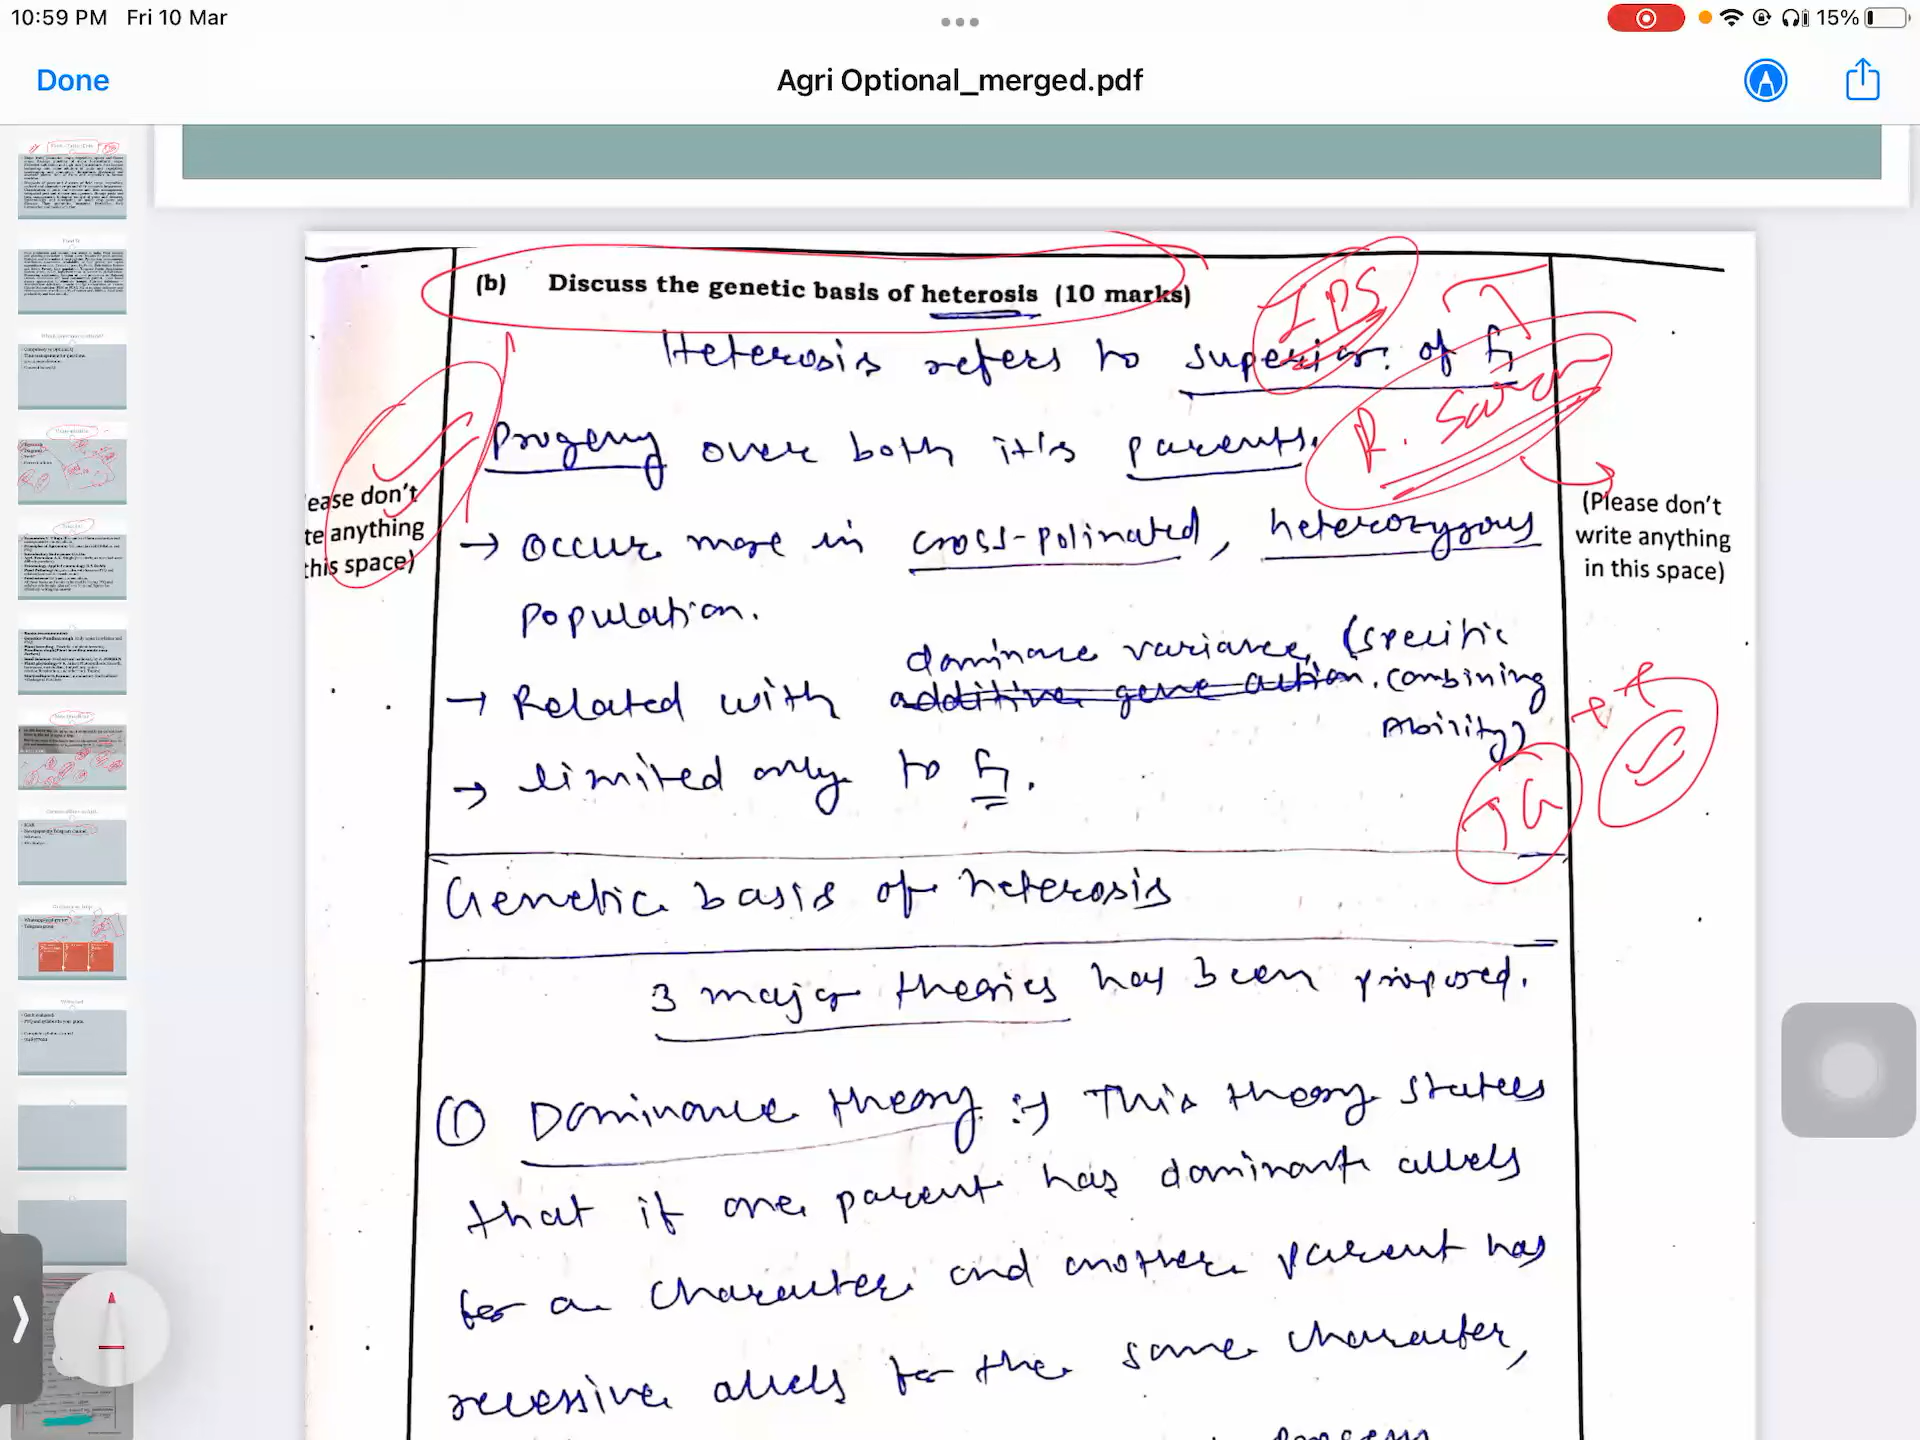 10:59 PM Fri 10 Mar
15%
Done
Agri Optional_merged.pdf
(b) Discuss the genetic basis of heterosis (10 marks)
IPS
Heterosis refers to superior. of F1
R. Saran
Progeny over both it's parents.
ease don't
te anything
this space)
(Please don't
write anything
in this space)
→ Occur more in cross-polinated, heterozygous
population.
dominance variance, (specific
→ Related with additive gene action. combining
Ability)
→ limited only to F1.
Genetic basis of heterosis
3 major theories has been proposed.
① Dominance theory :→ This theory statees
that if one parent has dominant allels
for a character and another parent has
recessive allels for the same character,